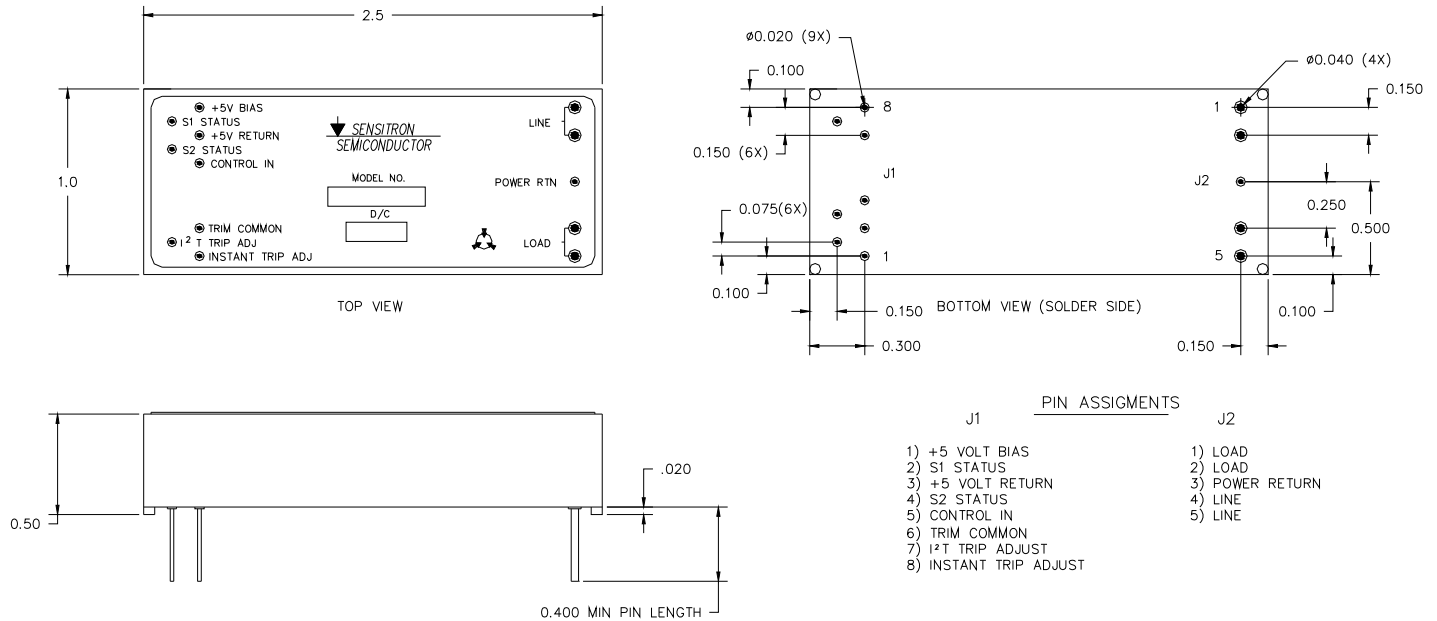 2.5
1.0
+5V BIAS
S1 STATUS
+5V RETURN
S2 STATUS
CONTROL IN
TRIM COMMON
I² T TRIP ADJ
INSTANT TRIP ADJ
SENSITRON
SEMICONDUCTOR
MODEL NO.
D/C
LINE
POWER RTN
LOAD
TOP VIEW
ø0.020 (9X)
0.100
8
0.150 (6X)
J1
0.075(6X)
1
0.100
0.150
0.300
BOTTOM VIEW (SOLDER SIDE)
ø0.040 (4X)
0.150
1
J2
0.250
0.500
5
0.100
0.150
0.50
.020
0.400 MIN PIN LENGTH
PIN ASSIGMENTS
J1
1) +5 VOLT BIAS
2) S1 STATUS
3) +5 VOLT RETURN
4) S2 STATUS
5) CONTROL IN
6) TRIM COMMON
7) I²T TRIP ADJUST
8) INSTANT TRIP ADJUST
J2
1) LOAD
2) LOAD
3) POWER RETURN
4) LINE
5) LINE